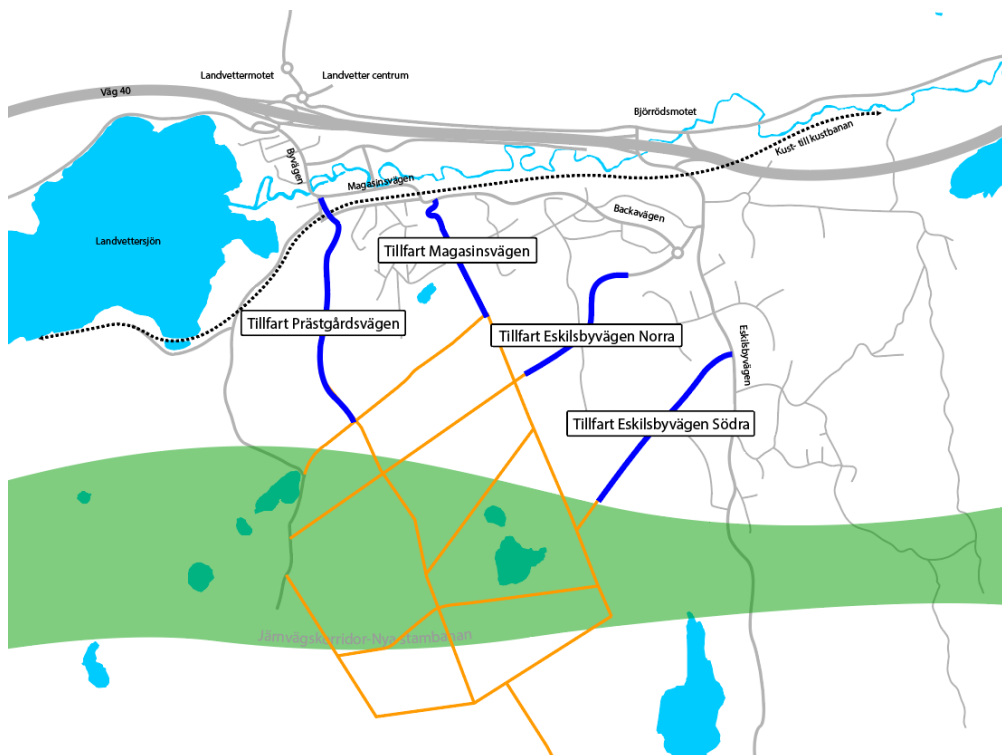 Landvettermotet
Landvetter centrum
Väg 40
Björrödsmotet
Kust- till kustbanan
Byvägen
Magasinsvägen
Backavägen
Landvettersjön
Tillfart Magasinsvägen
Tillfart Prästgårdsvägen
Tillfart Eskilsbyvägen Norra
Eskilsbyvägen
Tillfart Eskilsbyvägen Södra
Järnvägskorridor-Nya stambanan